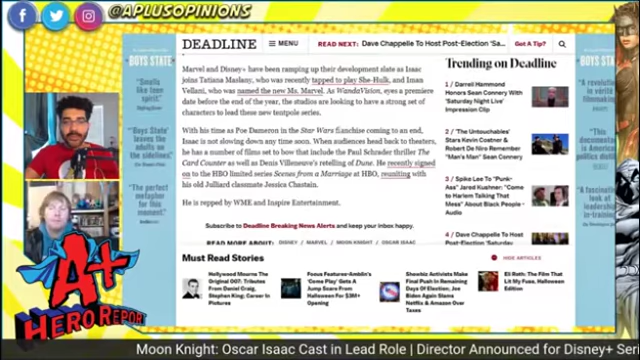 @APLUSOPINIONS
DEADLINE
MENU
READ NEXT: Dave Chappelle To Host Post-Election 'Sa...
Got A Tip?
Marvel and Disney+ have been ramping up their development slate as Isaac
joins Tatiana Maslany, who was recently tapped to play She-Hulk, and Iman
Vellani, who was named the new Ms. Marvel. As WandaVision, eyes a premiere
date before the end of the year, the studios are looking to have a strong set of
characters to lead these new tentpole series.
With his time as Poe Dameron in the Star Wars franchise coming to an end,
Isaac is not slowing down any time soon. When audiences head back to theaters,
he has a number of films set to bow that include the Paul Schrader thriller The
Card Counter as well as Denis Villeneuve's retelling of Dune. He recently signed
on to the HBO limited series Scenes from a Marriage at HBO, reuniting with
his old Juilliard classmate Jessica Chastain.
He is repped by WME and Inspire Entertainment.
Subscribe to Deadline Breaking News Alerts and keep your inbox happy.
READ MORE ABOUT: DISNEY / MARVEL / MOON KNIGHT / OSCAR ISAAC
Trending on Deadline
1 / Darrell Hammond
Honors Sean Connery With
'Saturday Night Live'
Impression Clip
2 / 'The Untouchables'
Stars Kevin Costner &
Robert De Niro Remember
"Man's Man" Sean Connery
3 / Spike Lee To "Punk-
Ass" Jared Kushner: "Come
to Harlem Talking That
Mess" About Black People -
Audio
4 / Dave Chappelle To Host
Post-Election 'Saturday
Must Read Stories
HIDE ARTICLES
Hollywood Mourns The
Original 007: Tributes
From Daniel Craig,
Stephen King; Career In
Pictures
Focus Features-Amblin's
'Come Play' Gets A
Jump Scare From
Halloween For $3M+
Opening
Showbiz Activists Make
Final Push In Remaining
Days Of Election, Joe
Biden Again Slams
Netflix & Amazon Over
Taxes
Eli Roth: The Film That
Lit My Fuse, Halloween
Edition
BOYS STATE
"Smells
like teen
spirit."
"Boys State'
leaves the
adults on
the sidelines."
"The perfect
metaphor
for this
moment"
BOYS STAT
A+
HERO REPORT
Moon Knight: Oscar Isaac Cast in Lead Role | Director Announced for Disney+ Seri